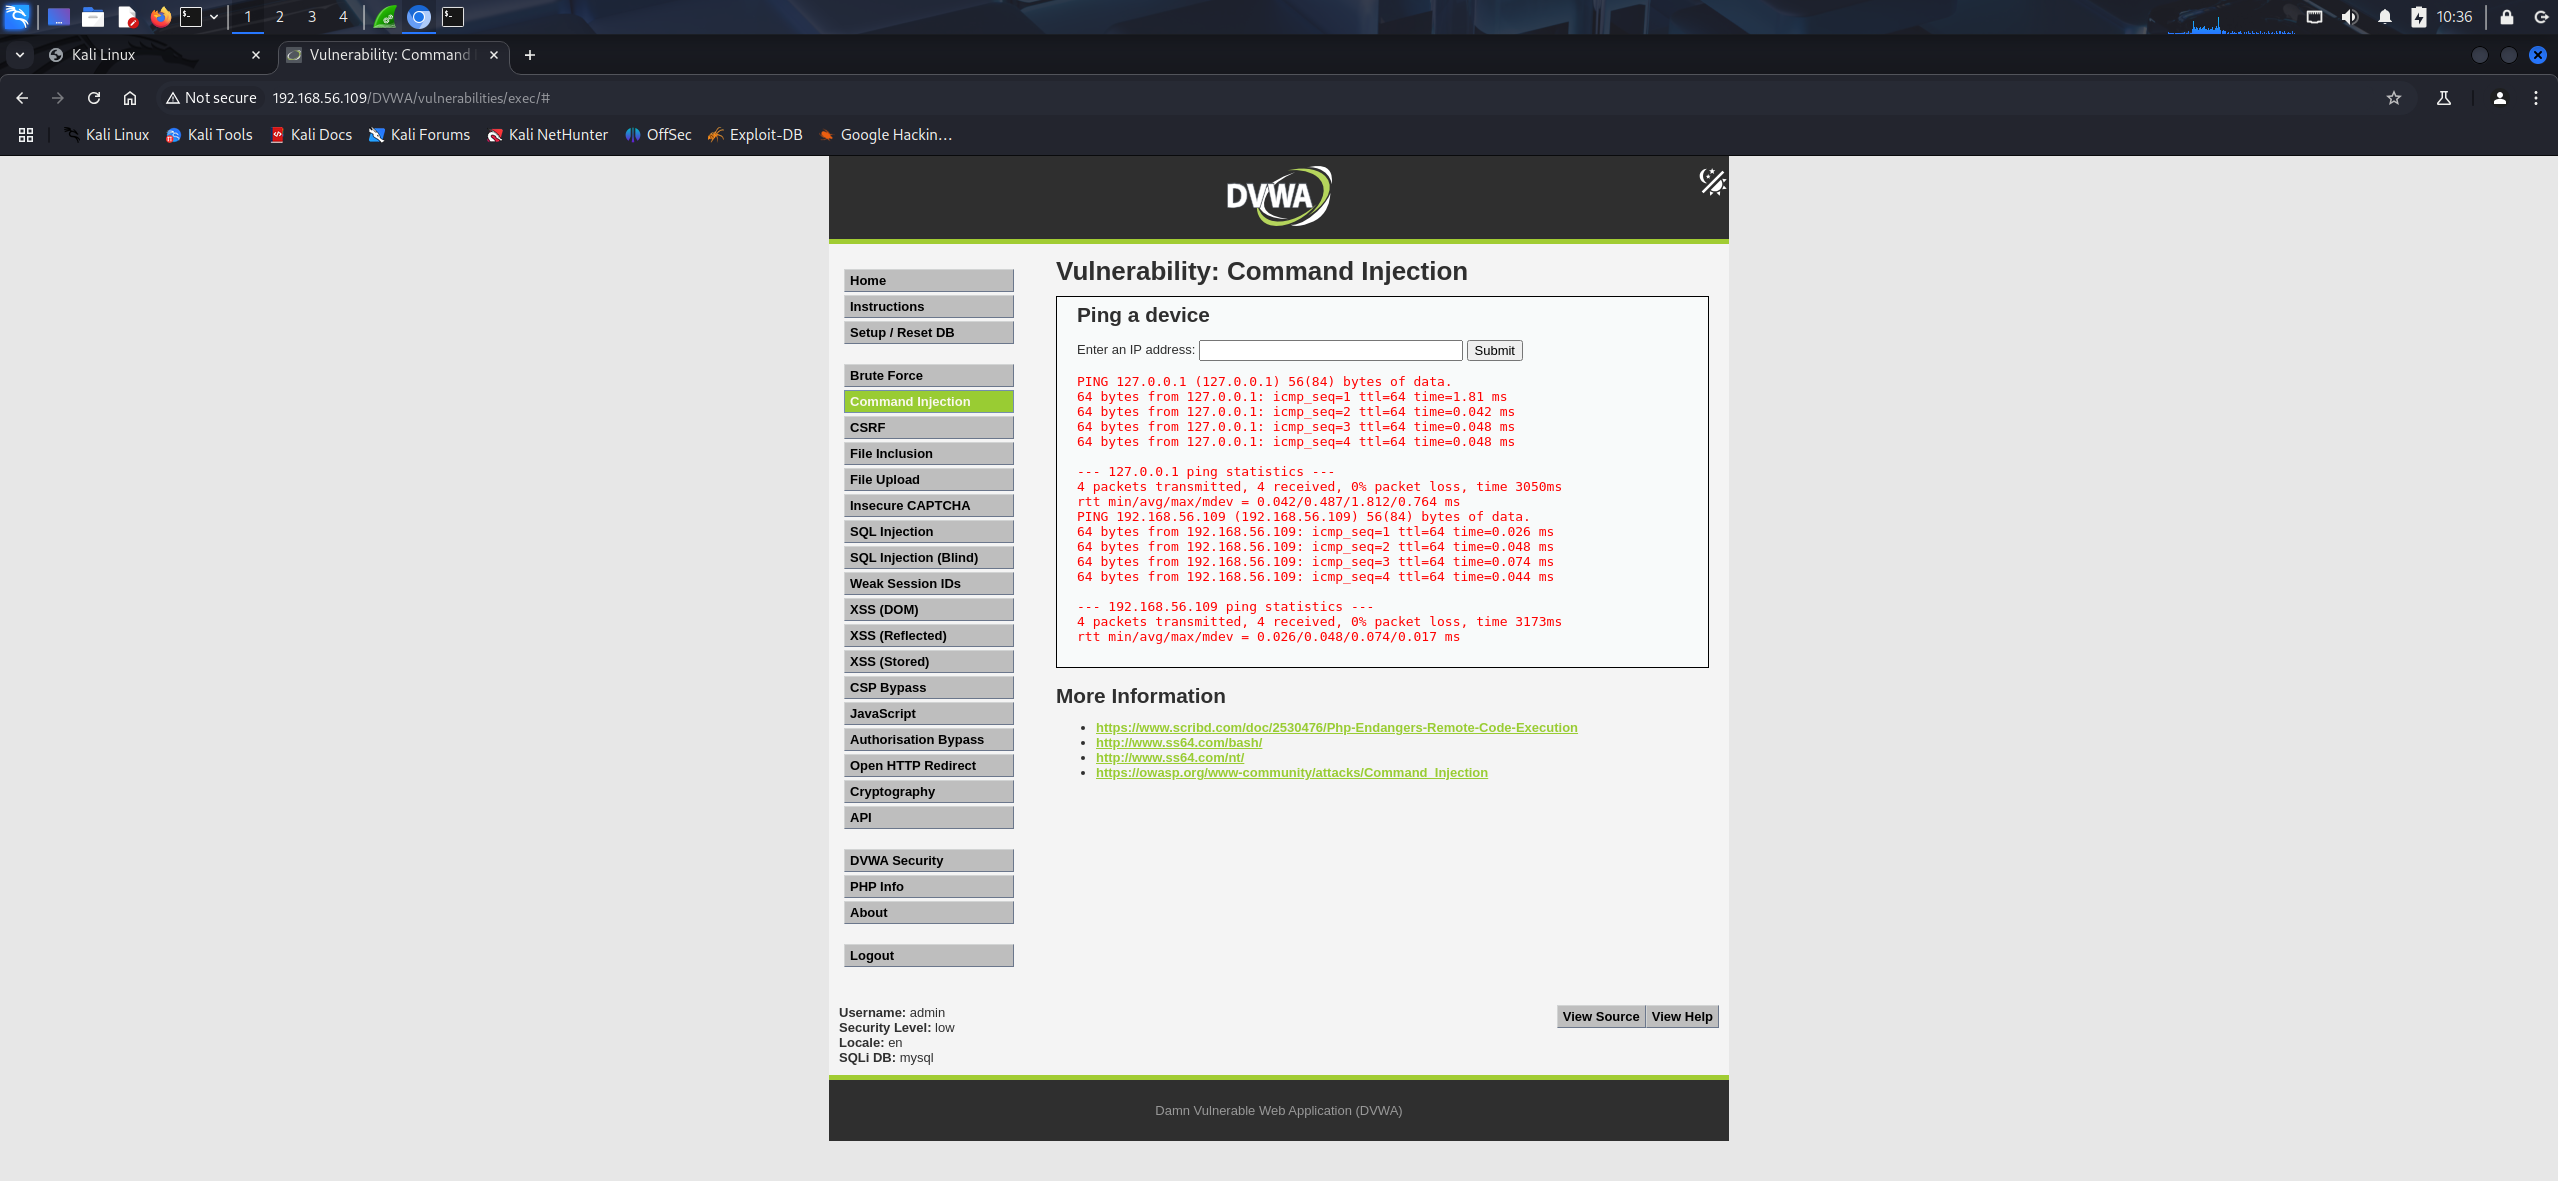 1 2 3 4 10:36
Kali Linux
Vulnerability: Command
Not secure 192.168.56.109/DVWA/vulnerabilities/exec/#
Kali Linux Kali Tools Kali Docs Kali Forums Kali NetHunter OffSec Exploit-DB Google Hackin…
DVWA
Home
Instructions
Setup / Reset DB
Brute Force
Command Injection
CSRF
File Inclusion
File Upload
Insecure CAPTCHA
SQL Injection
SQL Injection (Blind)
Weak Session IDs
XSS (DOM)
XSS (Reflected)
XSS (Stored)
CSP Bypass
JavaScript
Authorisation Bypass
Open HTTP Redirect
Cryptography
API
DVWA Security
PHP Info
About
Logout
Vulnerability: Command Injection
Ping a device
Enter an IP address: Submit
PING 127.0.0.1 (127.0.0.1) 56(84) bytes of data.
64 bytes from 127.0.0.1: icmp_seq=1 ttl=64 time=1.81 ms
64 bytes from 127.0.0.1: icmp_seq=2 ttl=64 time=0.042 ms
64 bytes from 127.0.0.1: icmp_seq=3 ttl=64 time=0.048 ms
64 bytes from 127.0.0.1: icmp_seq=4 ttl=64 time=0.048 ms
--- 127.0.0.1 ping statistics ---
4 packets transmitted, 4 received, 0% packet loss, time 3050ms
rtt min/avg/max/mdev = 0.042/0.487/1.812/0.764 ms
PING 192.168.56.109 (192.168.56.109) 56(84) bytes of data.
64 bytes from 192.168.56.109: icmp_seq=1 ttl=64 time=0.026 ms
64 bytes from 192.168.56.109: icmp_seq=2 ttl=64 time=0.048 ms
64 bytes from 192.168.56.109: icmp_seq=3 ttl=64 time=0.074 ms
64 bytes from 192.168.56.109: icmp_seq=4 ttl=64 time=0.044 ms
--- 192.168.56.109 ping statistics ---
4 packets transmitted, 4 received, 0% packet loss, time 3173ms
rtt min/avg/max/mdev = 0.026/0.048/0.074/0.017 ms
More Information
https://www.scribd.com/doc/2530476/Php-Endangers-Remote-Code-Execution
http://www.ss64.com/bash/
http://www.ss64.com/nt/
https://owasp.org/www-community/attacks/Command_Injection
Username: admin
Security Level: low
Locale: en
SQLi DB: mysql
View Source View Help
Damn Vulnerable Web Application (DVWA)